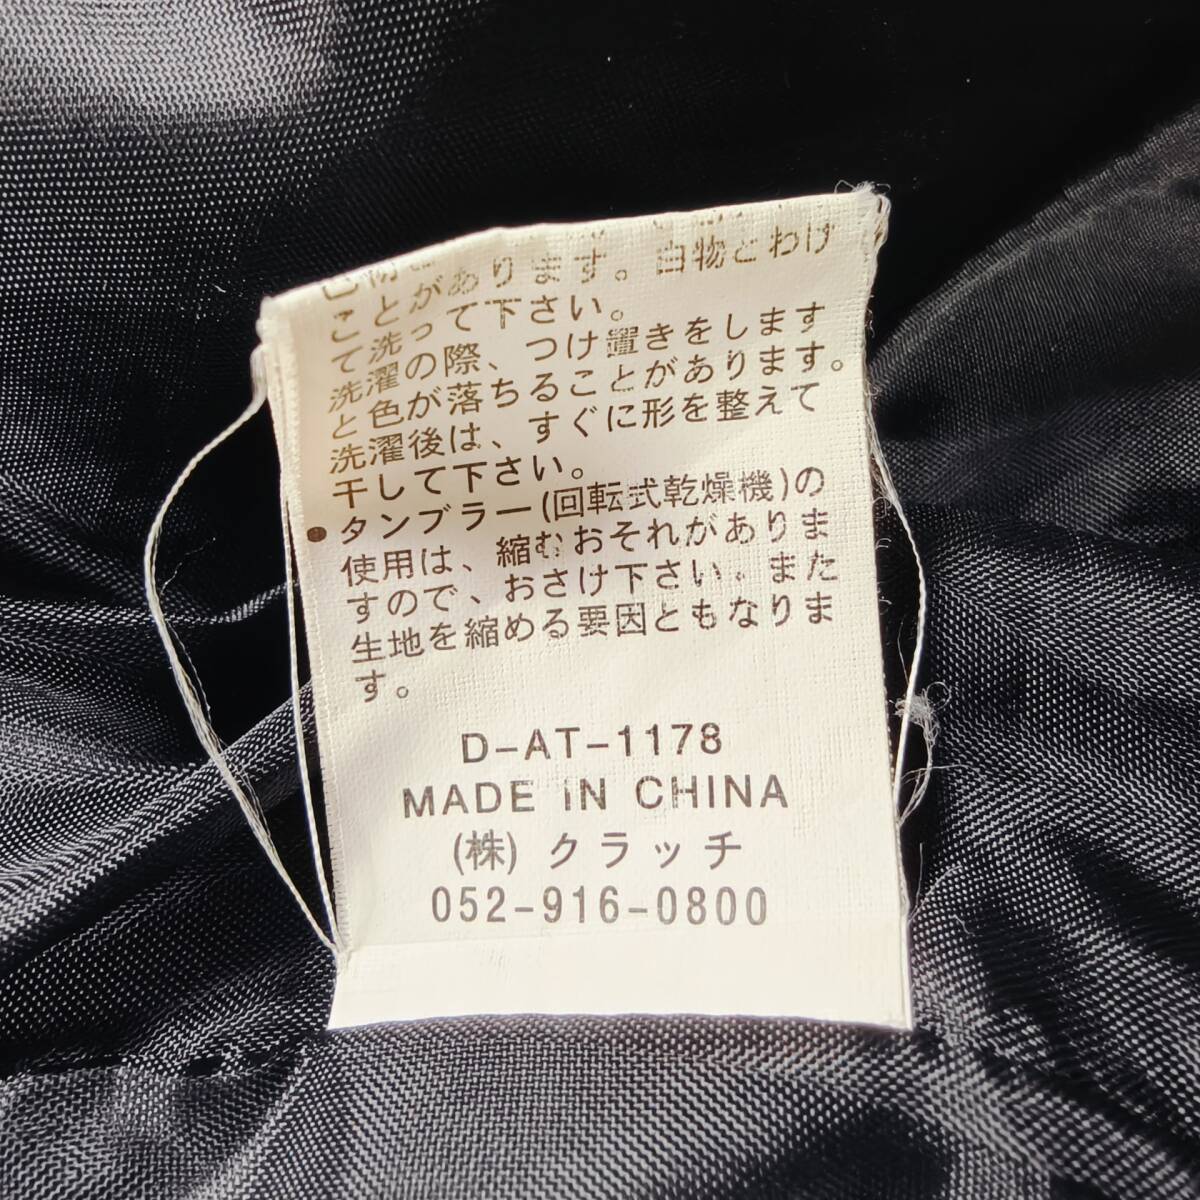 ことがあります。白物とわけ
て洗って下さい。
洗濯の際、つけ置きをします
と色が落ちることがあります。
洗濯後は、すぐに形を整えて
干して下さい。
● タンブラー(回転式乾燥機)の
使用は、縮むおそれがありま
すので、おさけ下さい。また
生地を縮める要因ともなりま
す。
D-AT-1178
MADE IN CHINA
(株) クラッチ
052-916-0800